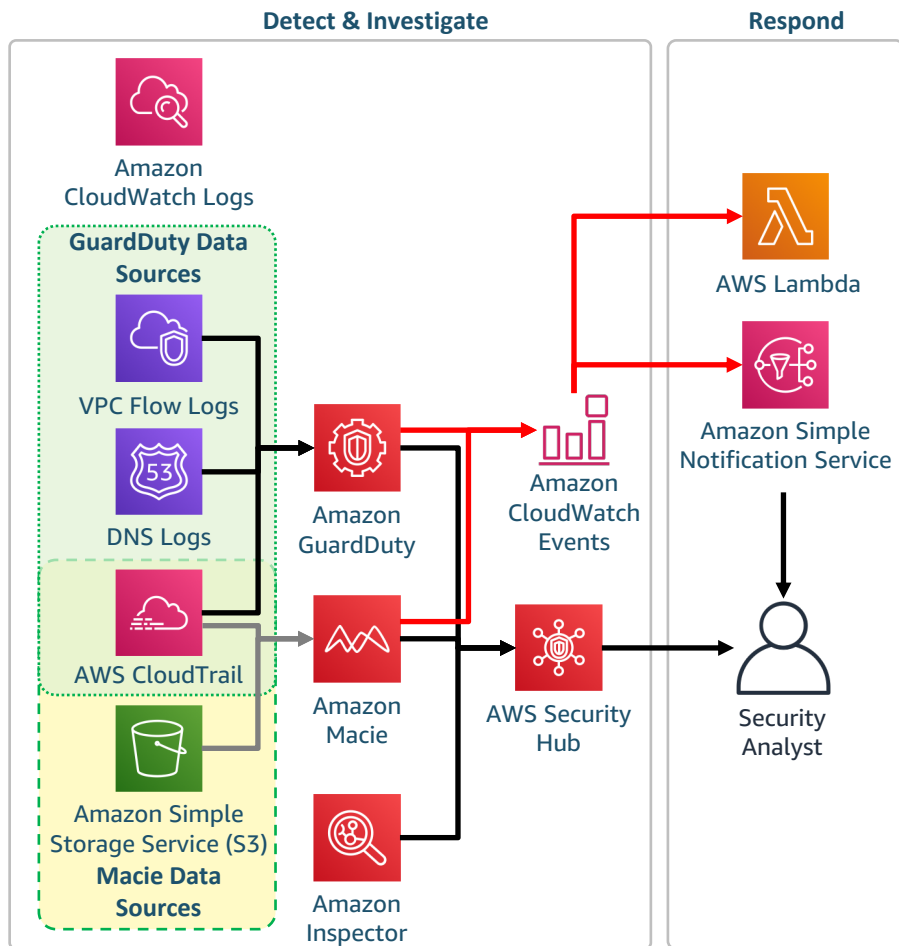 Detect & Investigate
Respond
Amazon
CloudWatch Logs
GuardDuty Data
Sources
VPC Flow Logs
53
DNS Logs
AWS CloudTrail
Amazon Simple
Storage Service (S3)
Macie Data
Sources
Amazon
GuardDuty
Amazon
Macie
Amazon
Inspector
Amazon
CloudWatch
Events
AWS Security
Hub
AWS Lambda
Amazon Simple
Notification Service
Security
Analyst